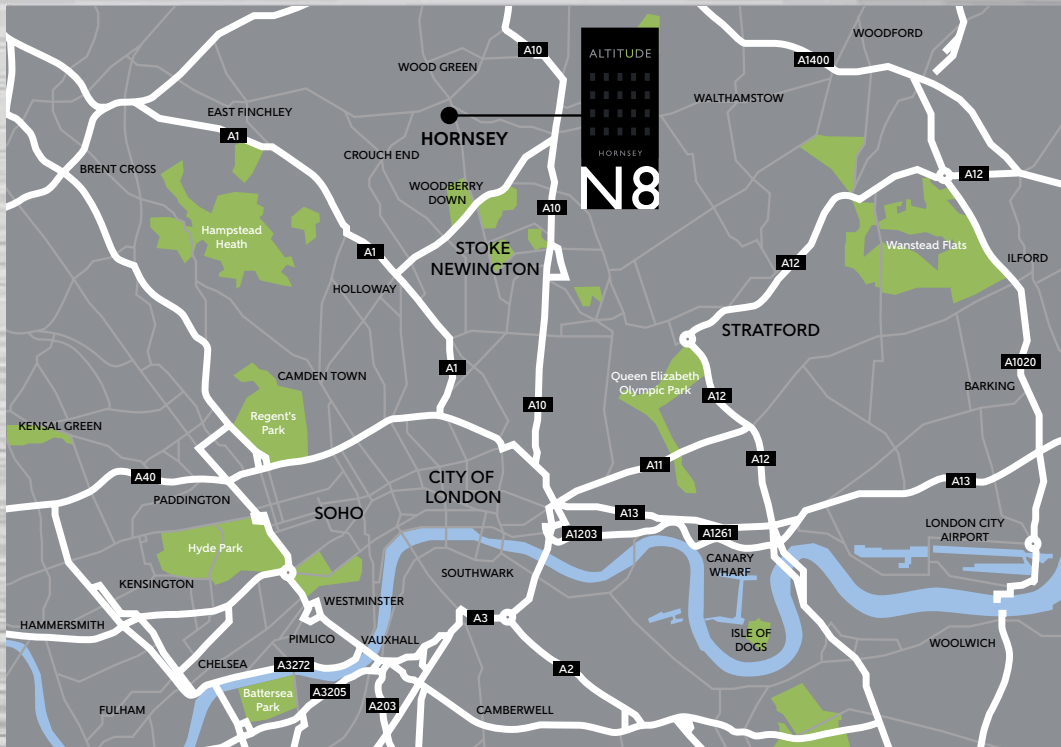 WOODFORD
A10
ALTITUDE
A1400
WOOD GREEN
WALTHAMSTOW
EAST FINCHLEY
A1
HORNSEY
HORNSEY
CROUCH END
BRENT CROSS
A12
WOODBERRY
DOWN
N8
A10
Hampstead
Heath
STOKE
NEWINGTON
A1
Wanstead Flats
ILFORD
A12
HOLLOWAY
STRATFORD
A1
A1020
CAMDEN TOWN
Queen Elizabeth
Olympic Park
BARKING
A12
A10
Regent's
Park
KENSAL GREEN
A11
A12
A40
CITY OF
LONDON
A13
PADDINGTON
SOHO
A13
LONDON CITY
AIRPORT
A1203
A1261
Hyde Park
CANARY
WHARF
SOUTHWARK
KENSINGTON
WESTMINSTER
A3
HAMMERSMITH
PIMLICO
VAUXHALL
ISLE OF
DOGS
WOOLWICH
CHELSEA
A3272
A2
Battersea
Park
A3205
A203
FULHAM
CAMBERWELL